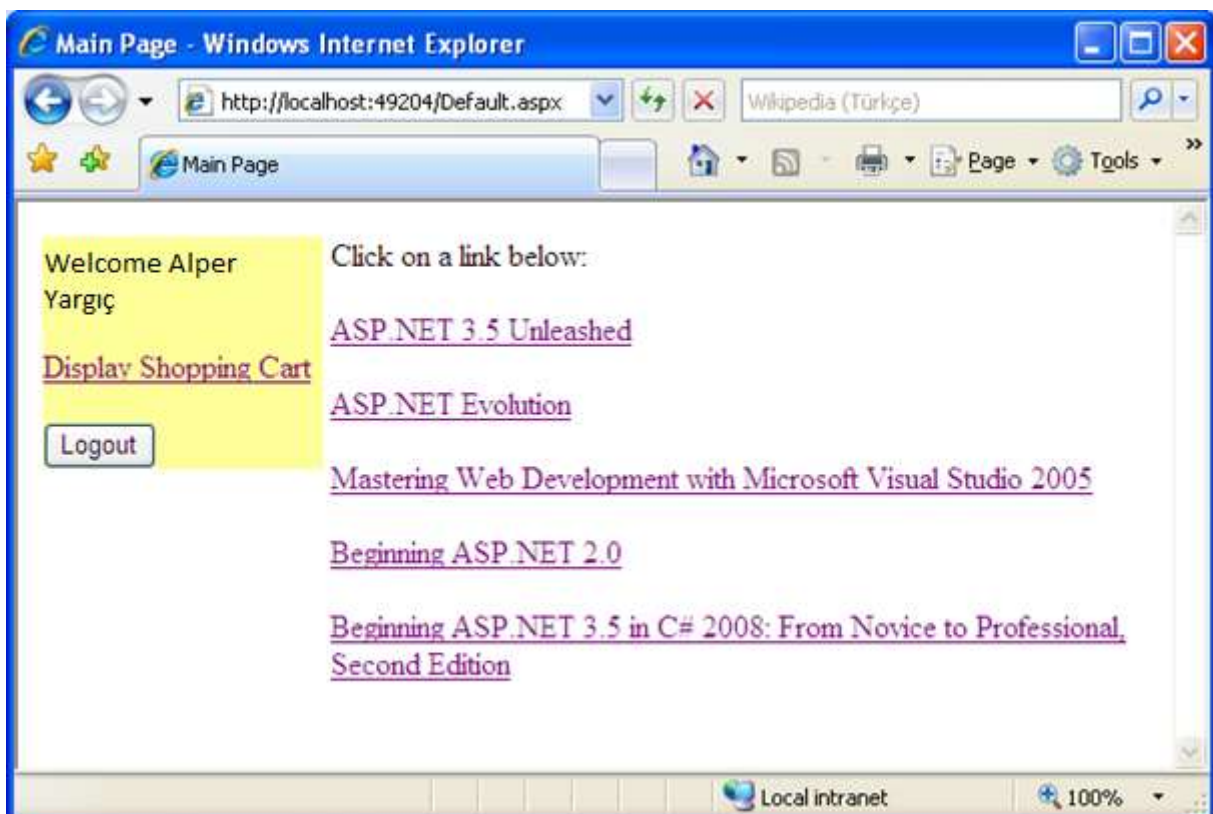 Main Page - Windows Internet Explorer
http://localhost:49204/Default.aspx
Wikipedia (Türkçe)
Main Page
Page
Tools
»
Welcome Alper
Yargıç
Display Shopping Cart
Logout
Click on a link below:
ASP.NET 3.5 Unleashed
ASP.NET Evolution
Mastering Web Development with Microsoft Visual Studio 2005
Beginning ASP.NET 2.0
Beginning ASP.NET 3.5 in C# 2008: From Novice to Professional,
Second Edition
Local intranet
100%